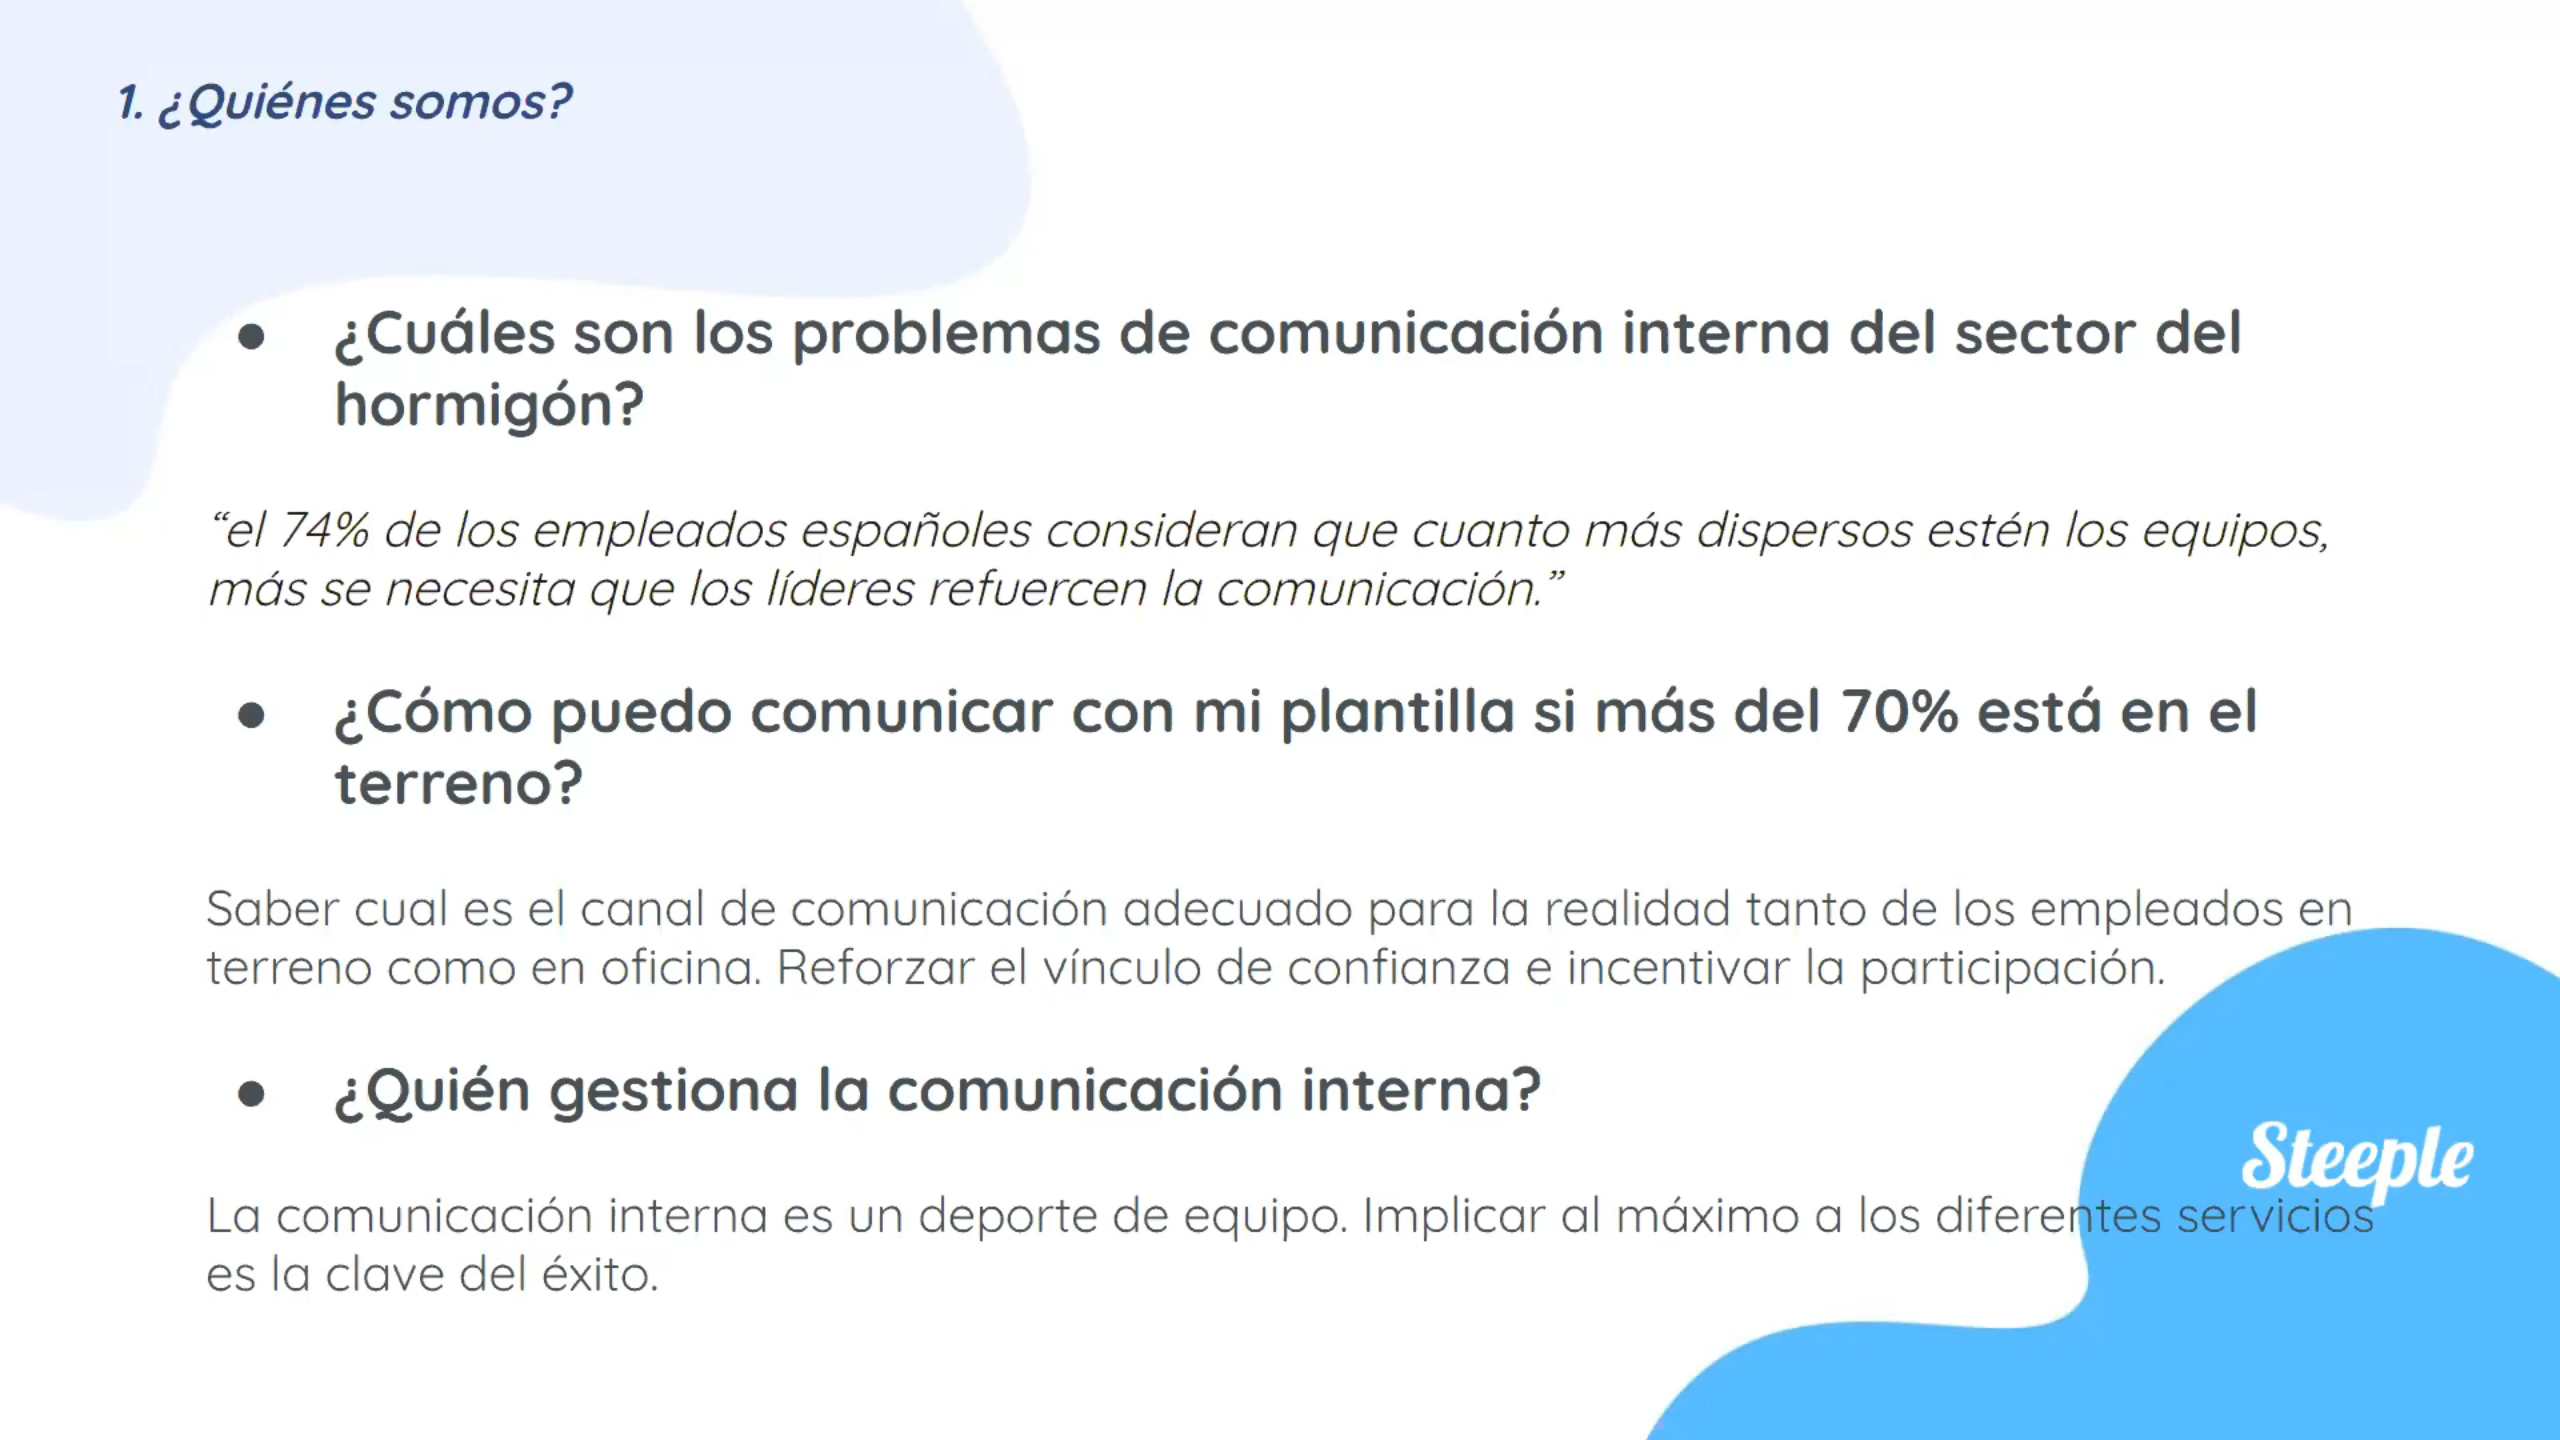 1. ¿Quiénes somos?
● ¿Cuáles son los problemas de comunicación interna del sector del
hormigón?
“el 74% de los empleados españoles consideran que cuanto más dispersos estén los equipos,
más se necesita que los líderes refuercen la comunicación.”
● ¿Cómo puedo comunicar con mi plantilla si más del 70% está en el
terreno?
Saber cual es el canal de comunicación adecuado para la realidad tanto de los empleados en
terreno como en oficina. Reforzar el vínculo de confianza e incentivar la participación.
● ¿Quién gestiona la comunicación interna?
Steeple
La comunicación interna es un deporte de equipo. Implicar al máximo a los diferentes servicios
es la clave del éxito.